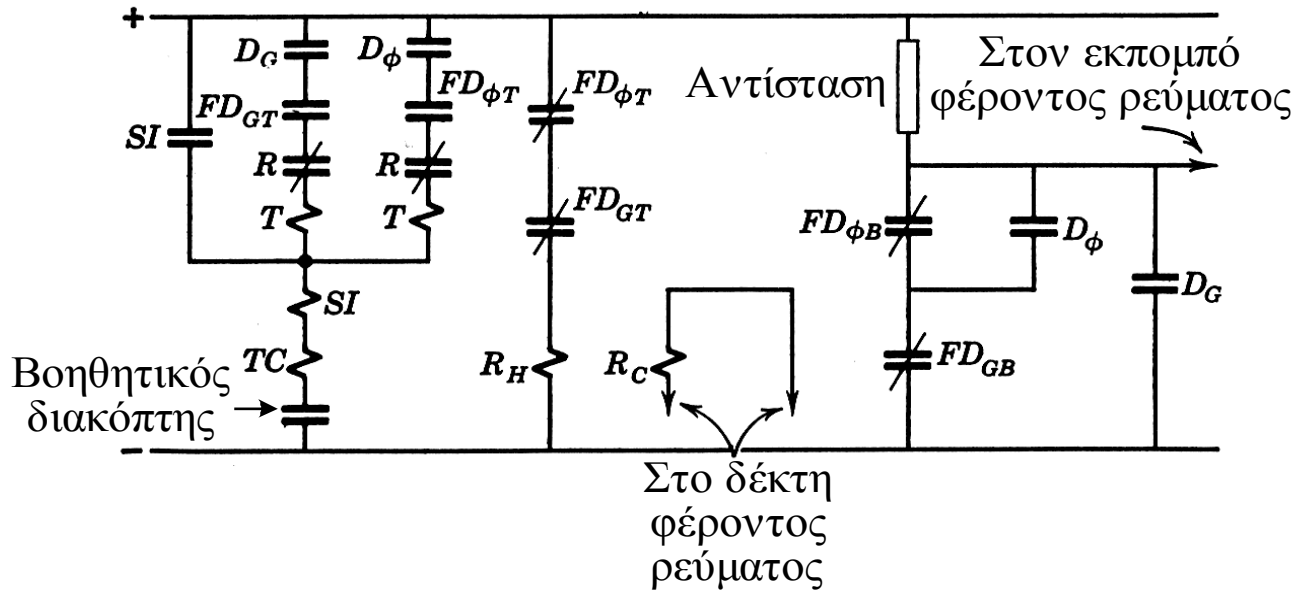 +
D_G
D_ϕ
FD_GT
FD_ϕT
SI
R
R
T
T
SI
TC
Βοηθητικός
διακόπτης
−
FD_ϕT
FD_GT
R_H
R_C
Στο δέκτη
φέροντος
ρεύματος
Αντίσταση
Στον εκπομπό
φέροντος ρεύματος
FD_ϕB
D_ϕ
D_G
FD_GB